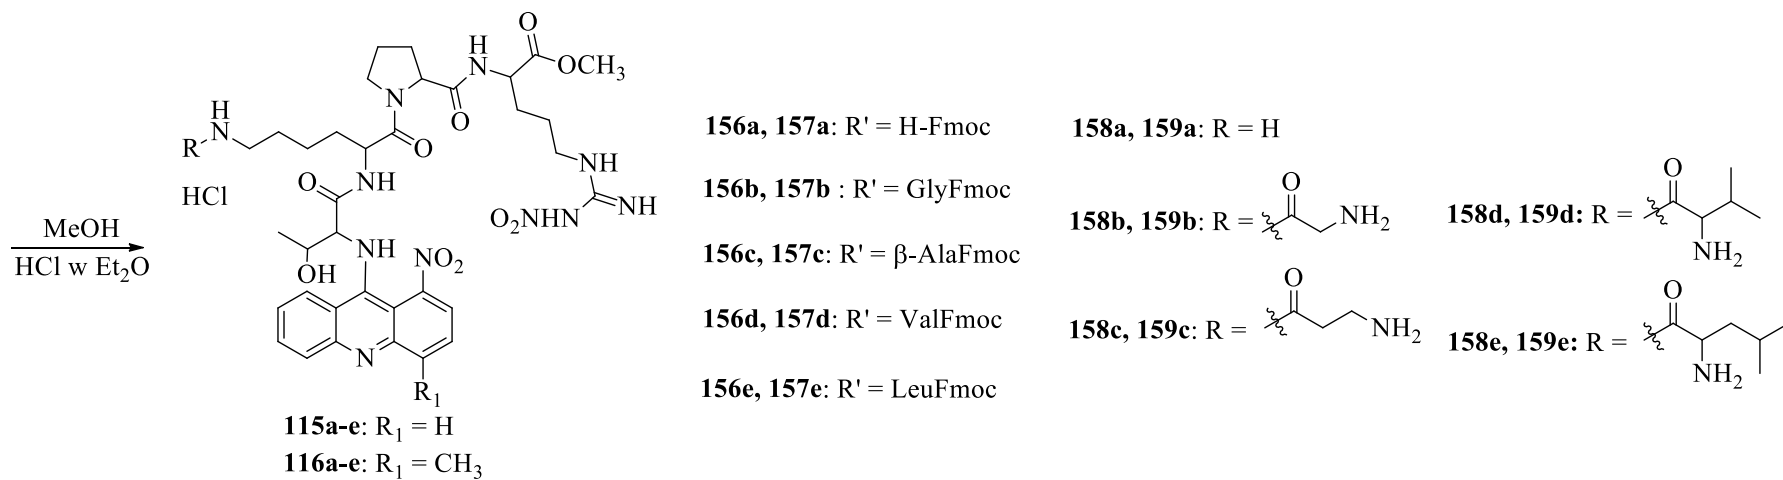 O
H
N
OCH₃
O
N
H
N
R
O
O
NH
HCl
NH
O₂NHN
NH
MeOH
HCl w Et₂O
NH
NO₂
OH
N
R₁
115a-e: R₁ = H
116a-e: R₁ = CH₃
156a, 157a: R' = H-Fmoc
156b, 157b : R' = GlyFmoc
156c, 157c: R' = β-AlaFmoc
156d, 157d: R' = ValFmoc
156e, 157e: R' = LeuFmoc
158a, 159a: R = H
158b, 159b: R =
O
NH₂
158c, 159c: R =
O
NH₂
158d, 159d: R =
O
NH₂
158e, 159e: R =
O
NH₂